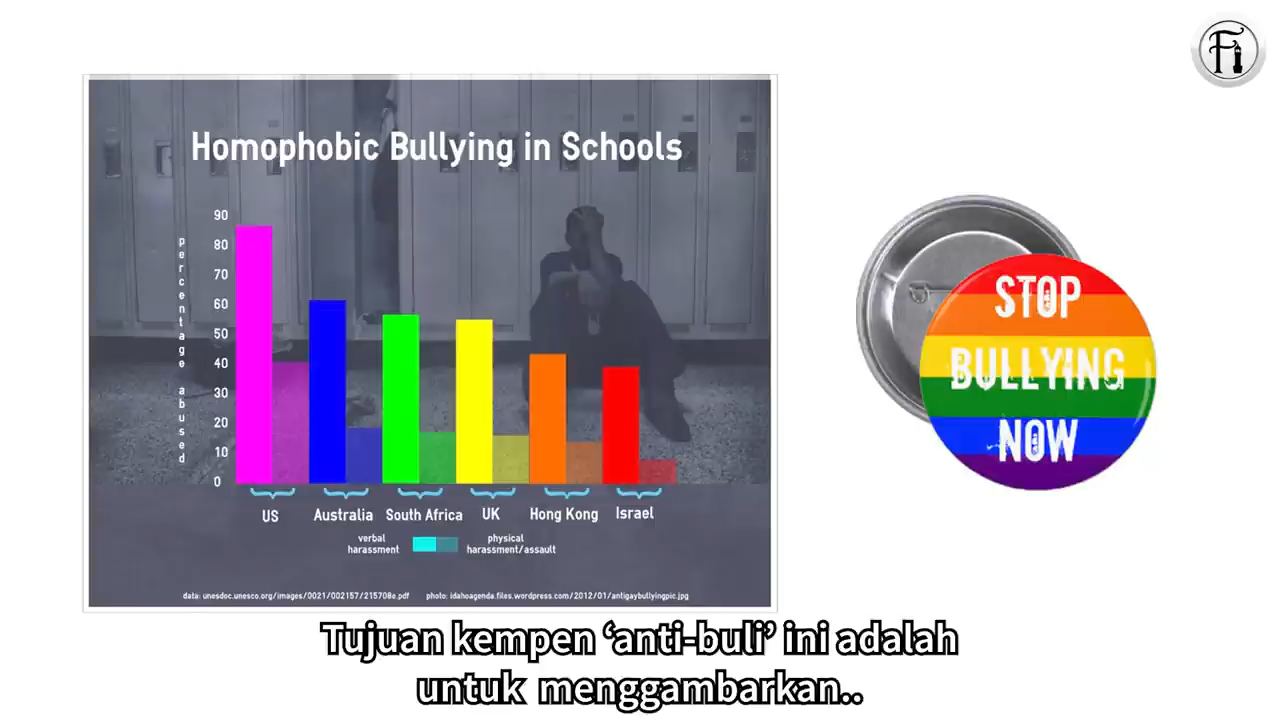 Fi
Homophobic Bullying in Schools
percentage abused
90
80
70
60
50
40
30
20
10
0
US Australia South Africa UK Hong Kong Israel
verbal harassment
physical harassment/assault
data: unesdoc.unesco.org/images/0021/002157/215708e.pdf photo: idahoagenda.files.wordpress.com/2012/01/antigaybullyingpic.jpg
STOP
BULLYING
NOW
Tujuan kempen ‘anti-buli’ ini adalah
untuk menggambarkan..